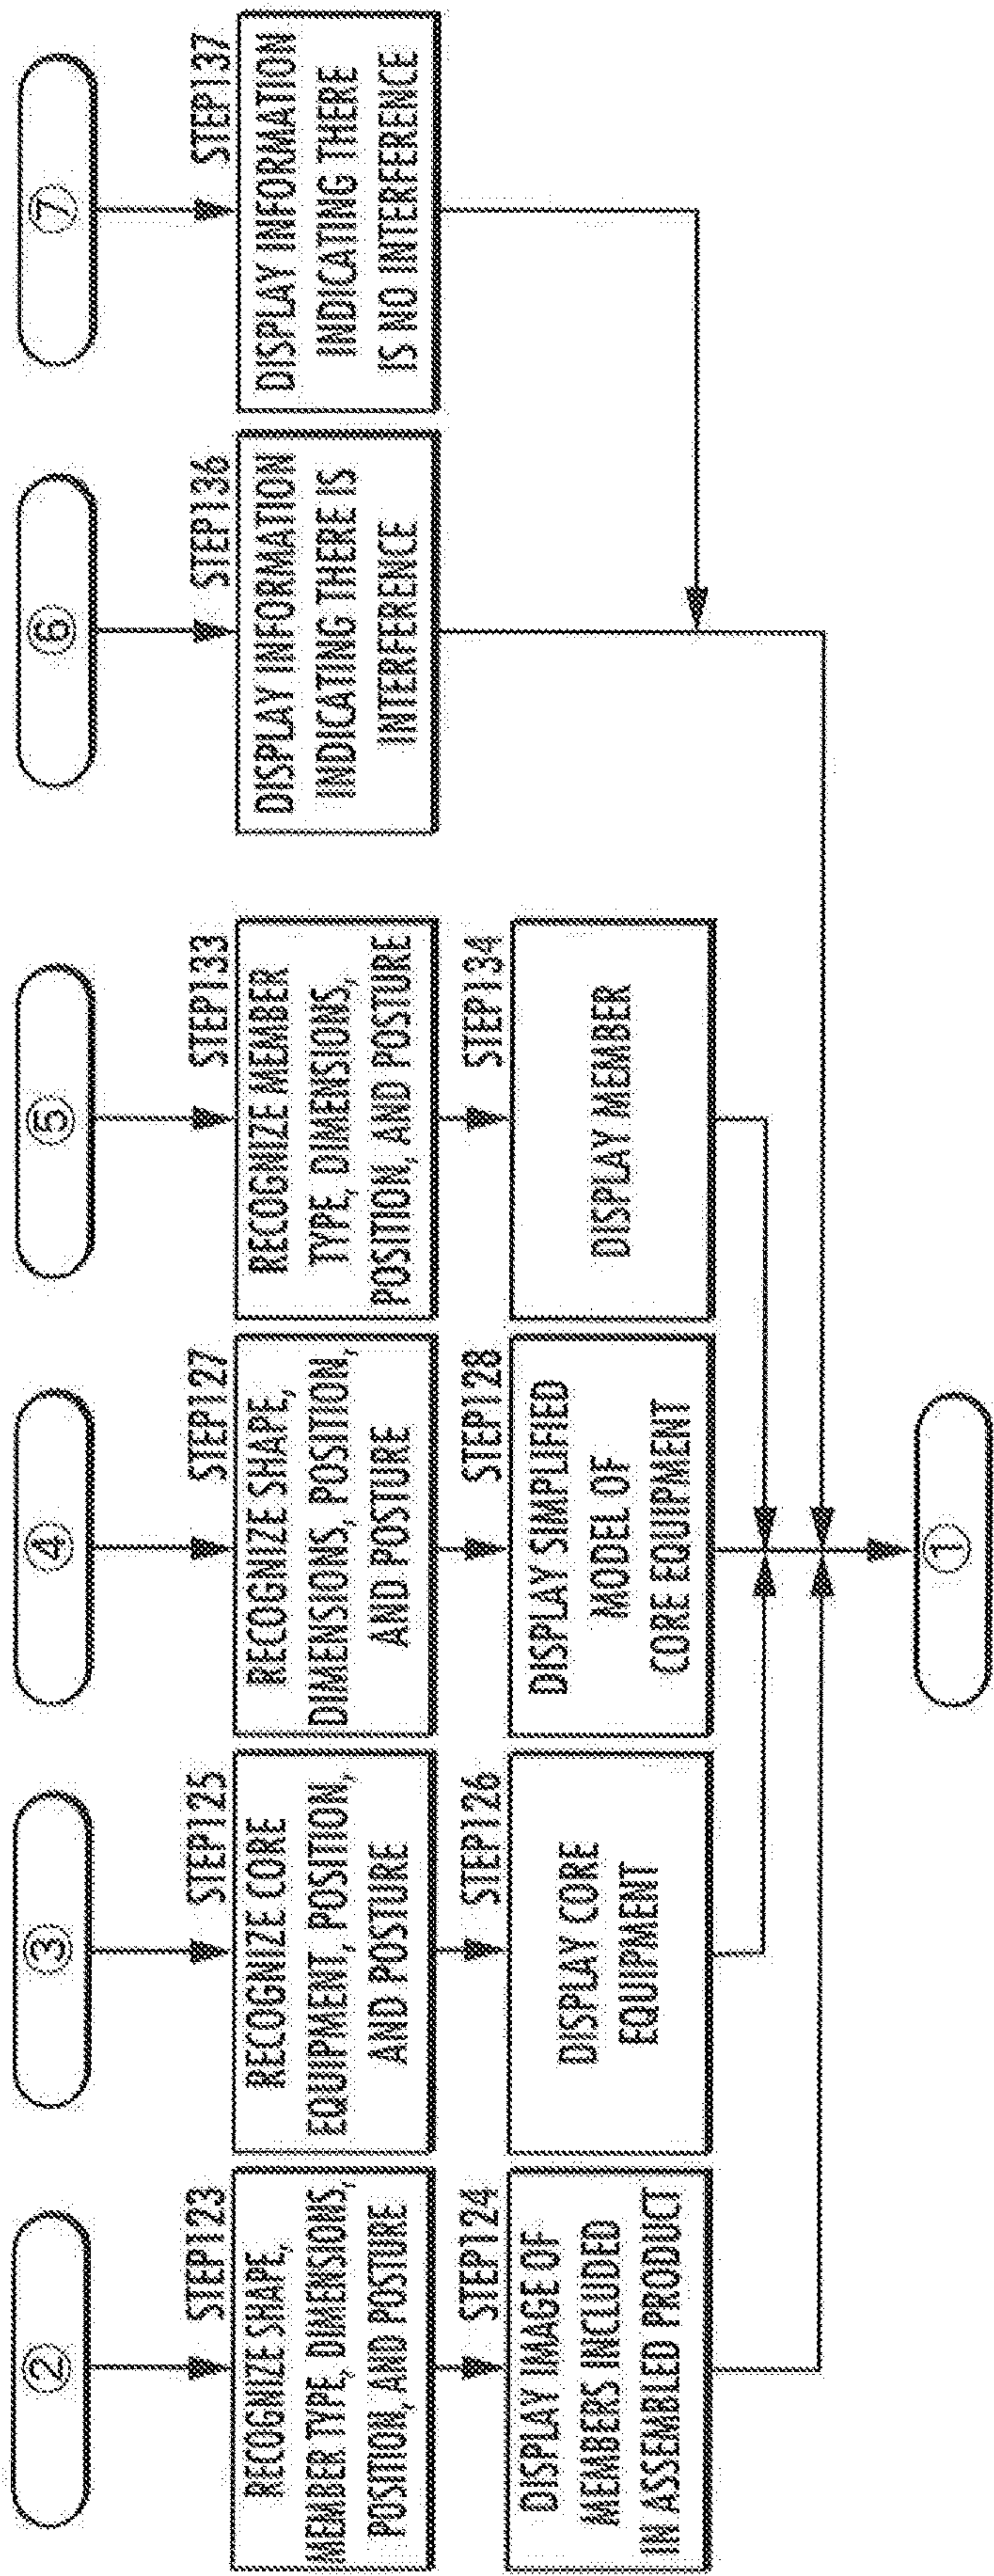 ②
STEP123
RECOGNIZE SHAPE,
MEMBER TYPE, DIMENSIONS,
POSITION, AND POSTURE
STEP124
DISPLAY IMAGE OF
MEMBERS INCLUDED
IN ASSEMBLED PRODUCT
③
STEP125
RECOGNIZE CORE
EQUIPMENT, POSITION,
AND POSTURE
STEP126
DISPLAY CORE
EQUIPMENT
④
STEP127
RECOGNIZE SHAPE,
DIMENSIONS, POSITION,
AND POSTURE
STEP128
DISPLAY SIMPLIFIED
MODEL OF
CORE EQUIPMENT
⑤
STEP133
RECOGNIZE MEMBER
TYPE, DIMENSIONS,
POSITION, AND POSTURE
STEP134
DISPLAY MEMBER
⑥
STEP136
DISPLAY INFORMATION
INDICATING THERE IS
INTERFERENCE
⑦
STEP137
DISPLAY INFORMATION
INDICATING THERE
IS NO INTERFERENCE
①